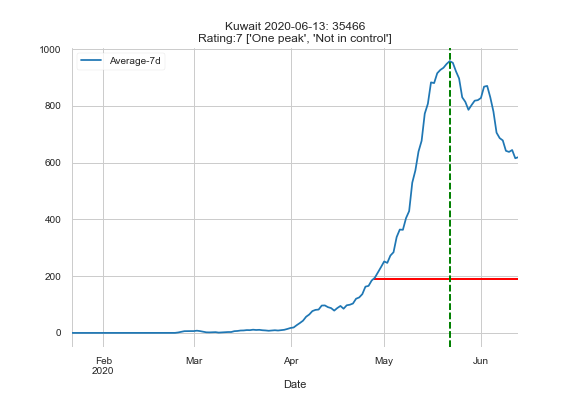 Kuwait 2020-06-13: 35466
Rating:7 ['One peak', 'Not in control']
Average-7d
1000
800
600
400
200
0
Feb
2020
Mar
Apr
May
Jun
Date